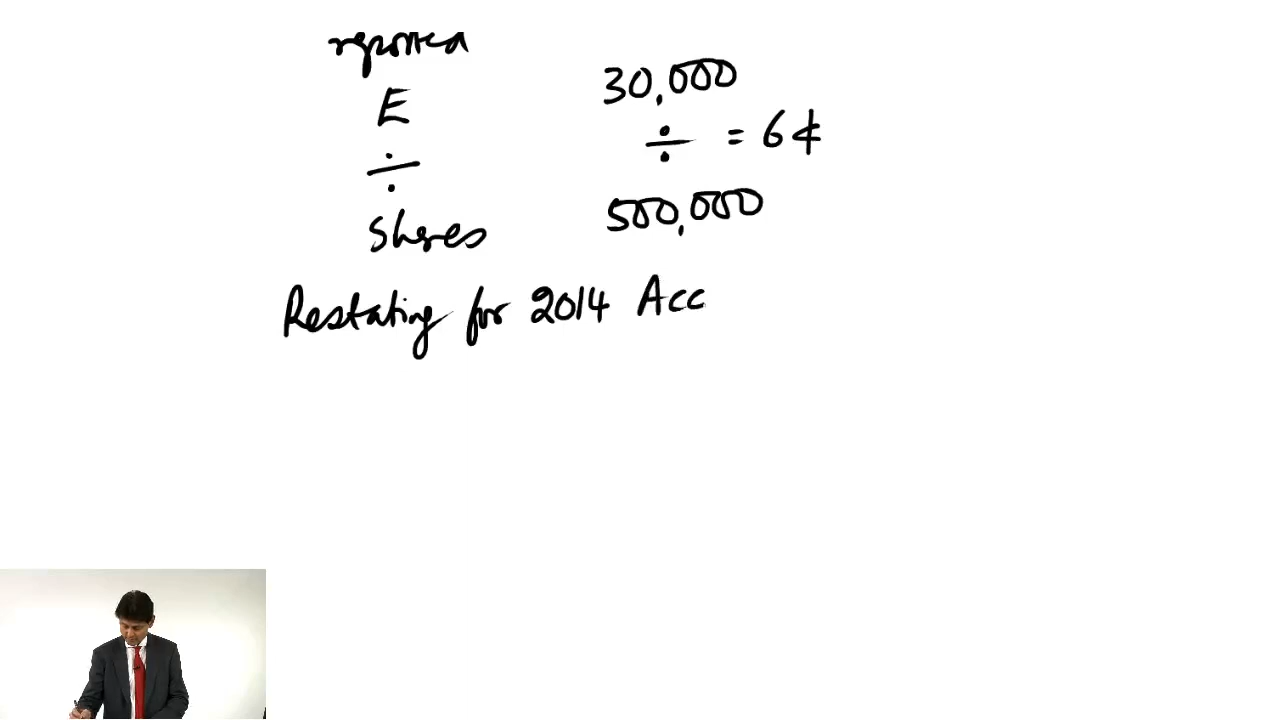 reported
E 30,000
÷ ÷ = 6¢
Shares 500,000
Restating for 2014 Acc